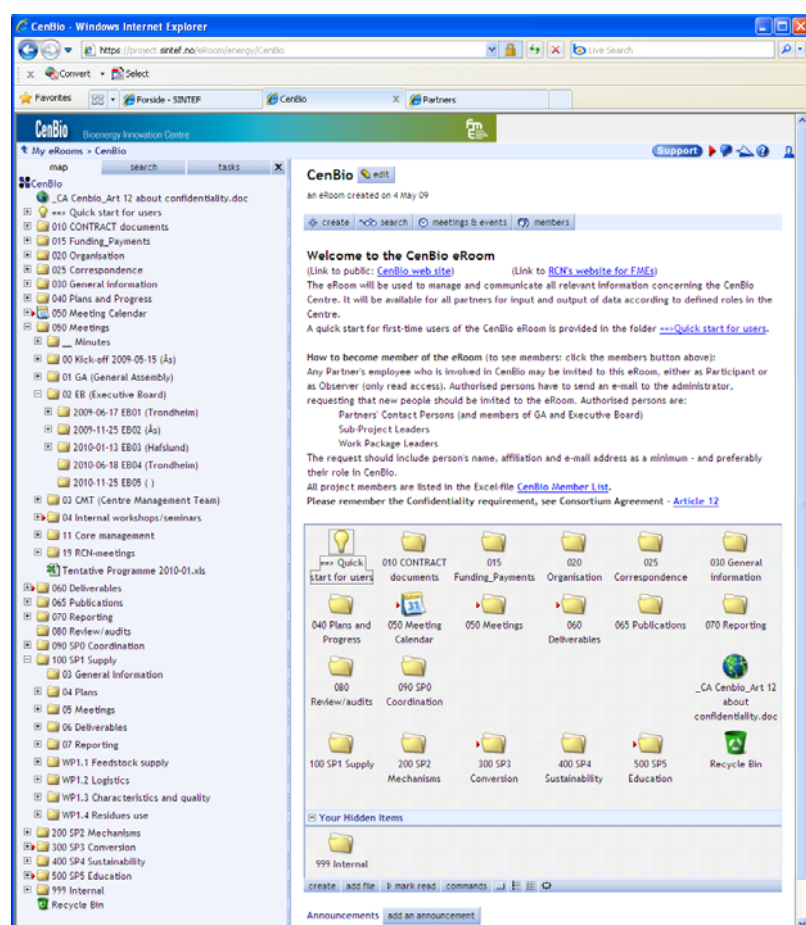 CenBio - Windows Internet Explorer
https://project.sintef.no/eRoom/energy/CenBio
Live Search
x Convert Select
Favorites Forside - SINTEF CenBio X Partners
CenBio Bioenergy Innovation Centre
My eRooms > CenBio Support
map search tasks X
CenBio
_CA Cenbio_Art 12 about confidentiality.doc
==> Quick start for users
010 CONTRACT documents
015 Funding_Payments
020 Organisation
025 Correspondence
030 General information
040 Plans and Progress
050 Meeting Calendar
050 Meetings
__ Minutes
00 Kick-off 2009-05-15 (Ås)
01 GA (General Assembly)
02 EB (Executive Board)
2009-06-17 EB01 (Trondheim)
2009-11-25 EB02 (Ås)
2010-01-13 EB03 (Hafslund)
2010-06-18 EB04 (Trondheim)
2010-11-25 EB05 ( )
03 CMT (Centre Management Team)
04 Internal workshops/seminars
11 Core management
19 RCN-meetings
Tentative Programme 2010-01.xls
060 Deliverables
065 Publications
070 Reporting
080 Review/audits
090 SP0 Coordination
100 SP1 Supply
03 General Information
04 Plans
05 Meetings
06 Deliverables
07 Reporting
WP1.1 Feedstock supply
WP1.2 Logistics
WP1.3 Characteristics and quality
WP1.4 Residues use
200 SP2 Mechanisms
300 SP3 Conversion
400 SP4 Sustainability
500 SP5 Education
999 Internal
Recycle Bin
CenBio edit
an eRoom created on 4 May 09
create search meetings & events members
Welcome to the CenBio eRoom
(Link to public: CenBio web site) (Link to RCN's website for FMEs)
The eRoom will be used to manage and communicate all relevant information concerning the CenBio
Centre. It will be available for all partners for input and output of data according to defined roles in the
Centre.
A quick start for first-time users of the CenBio eRoom is provided in the folder ==>Quick start for users.
How to become member of the eRoom (to see members: click the members button above):
Any Partner's employee who is involved in CenBio may be invited to this eRoom, either as Participant or
as Observer (only read access). Authorised persons have to send an e-mail to the administrator,
requesting that new people should be invited to the eRoom. Authorised persons are:
Partners' Contact Persons (and members of GA and Executive Board)
Sub-Project Leaders
Work Package Leaders
The request should include person's name, affiliation and e-mail address as a minimum - and preferably
their role in CenBio.
All project members are listed in the Excel-file CenBio Member List.
Please remember the Confidentiality requirement, see Consortium Agreement - Article 12
==> Quick 010 CONTRACT 015 020 025 030 General
start for users documents Funding_Payments Organisation Correspondence information
31
040 Plans and 050 Meeting 050 Meetings 060 065 Publications 070 Reporting
Progress Calendar Deliverables
080 090 SP0 _CA Cenbio_Art 12
Review/audits Coordination about
confidentiality.doc
100 SP1 Supply 200 SP2 300 SP3 400 SP4 500 SP5 Recycle Bin
Mechanisms Conversion Sustainability Education
Your Hidden Items
999 Internal
create add file mark read commands
Announcements add an announcement